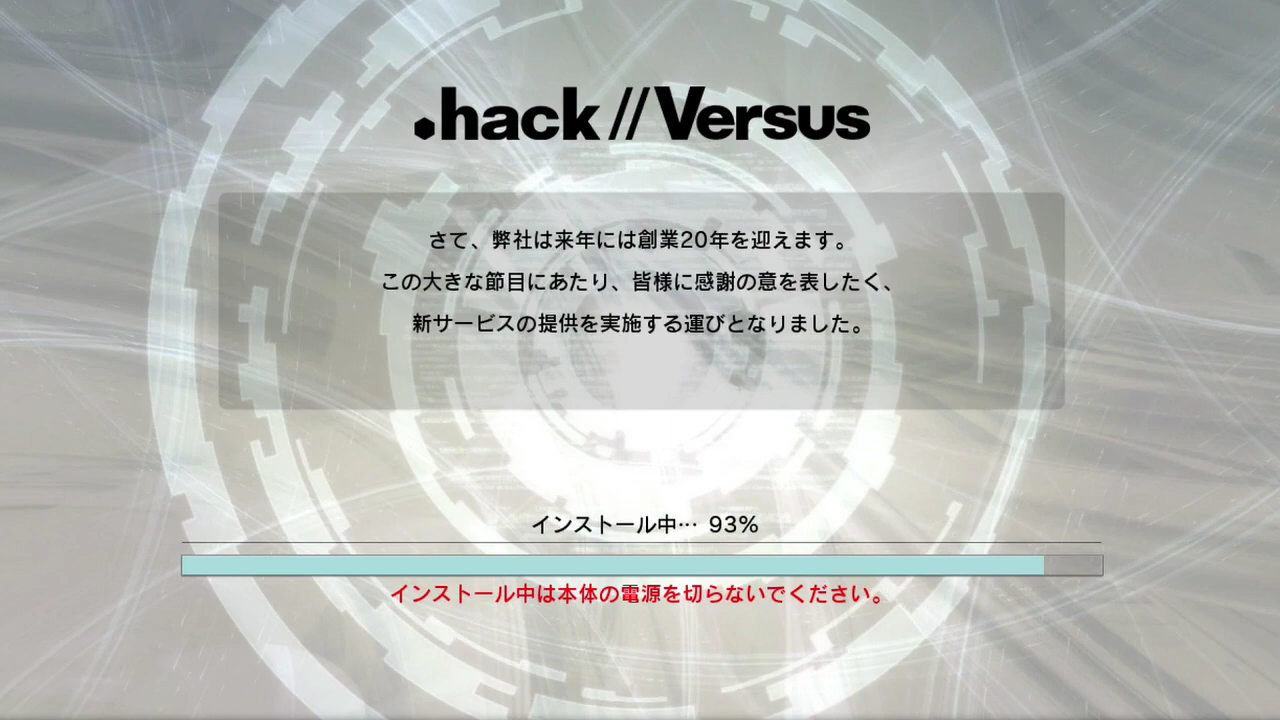 .hack//Versus
さて、弊社は来年には創業20年を迎えます。
この大きな節目にあたり、皆様に感謝の意を表したく、
新サービスの提供を実施する運びとなりました。
インストール中… 93%
インストール中は本体の電源を切らないでください。